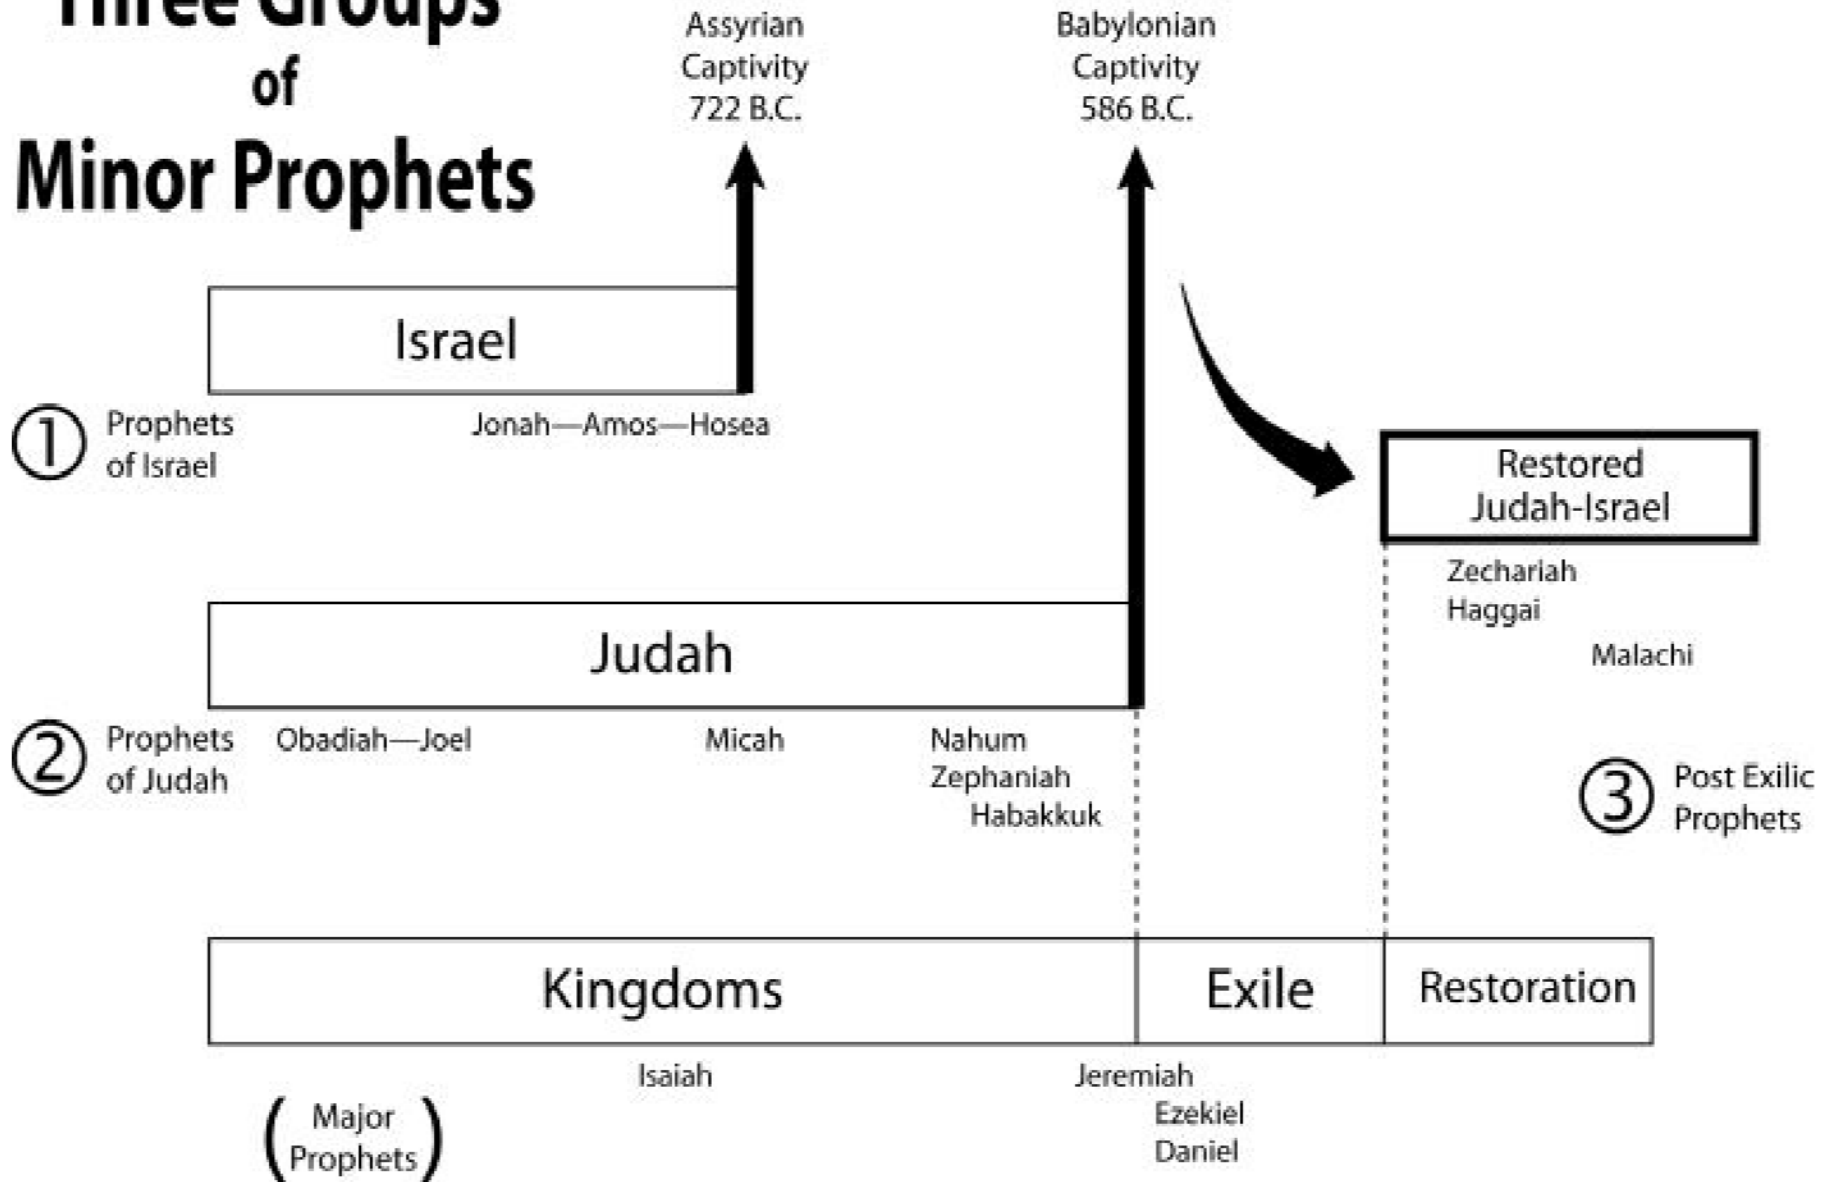 Three Groups
of
Minor Prophets
Assyrian
Captivity
722 B.C.
Babylonian
Captivity
586 B.C.
Israel
1 Prophets
of Israel
Jonah—Amos—Hosea
Restored
Judah-Israel
Zechariah
Haggai
Malachi
Judah
2 Prophets
of Judah
Obadiah—Joel
Micah
Nahum
Zephaniah
Habakkuk
3 Post Exilic
Prophets
Kingdoms
Exile
Restoration
Isaiah
Jeremiah
Ezekiel
Daniel
(Major
Prophets)